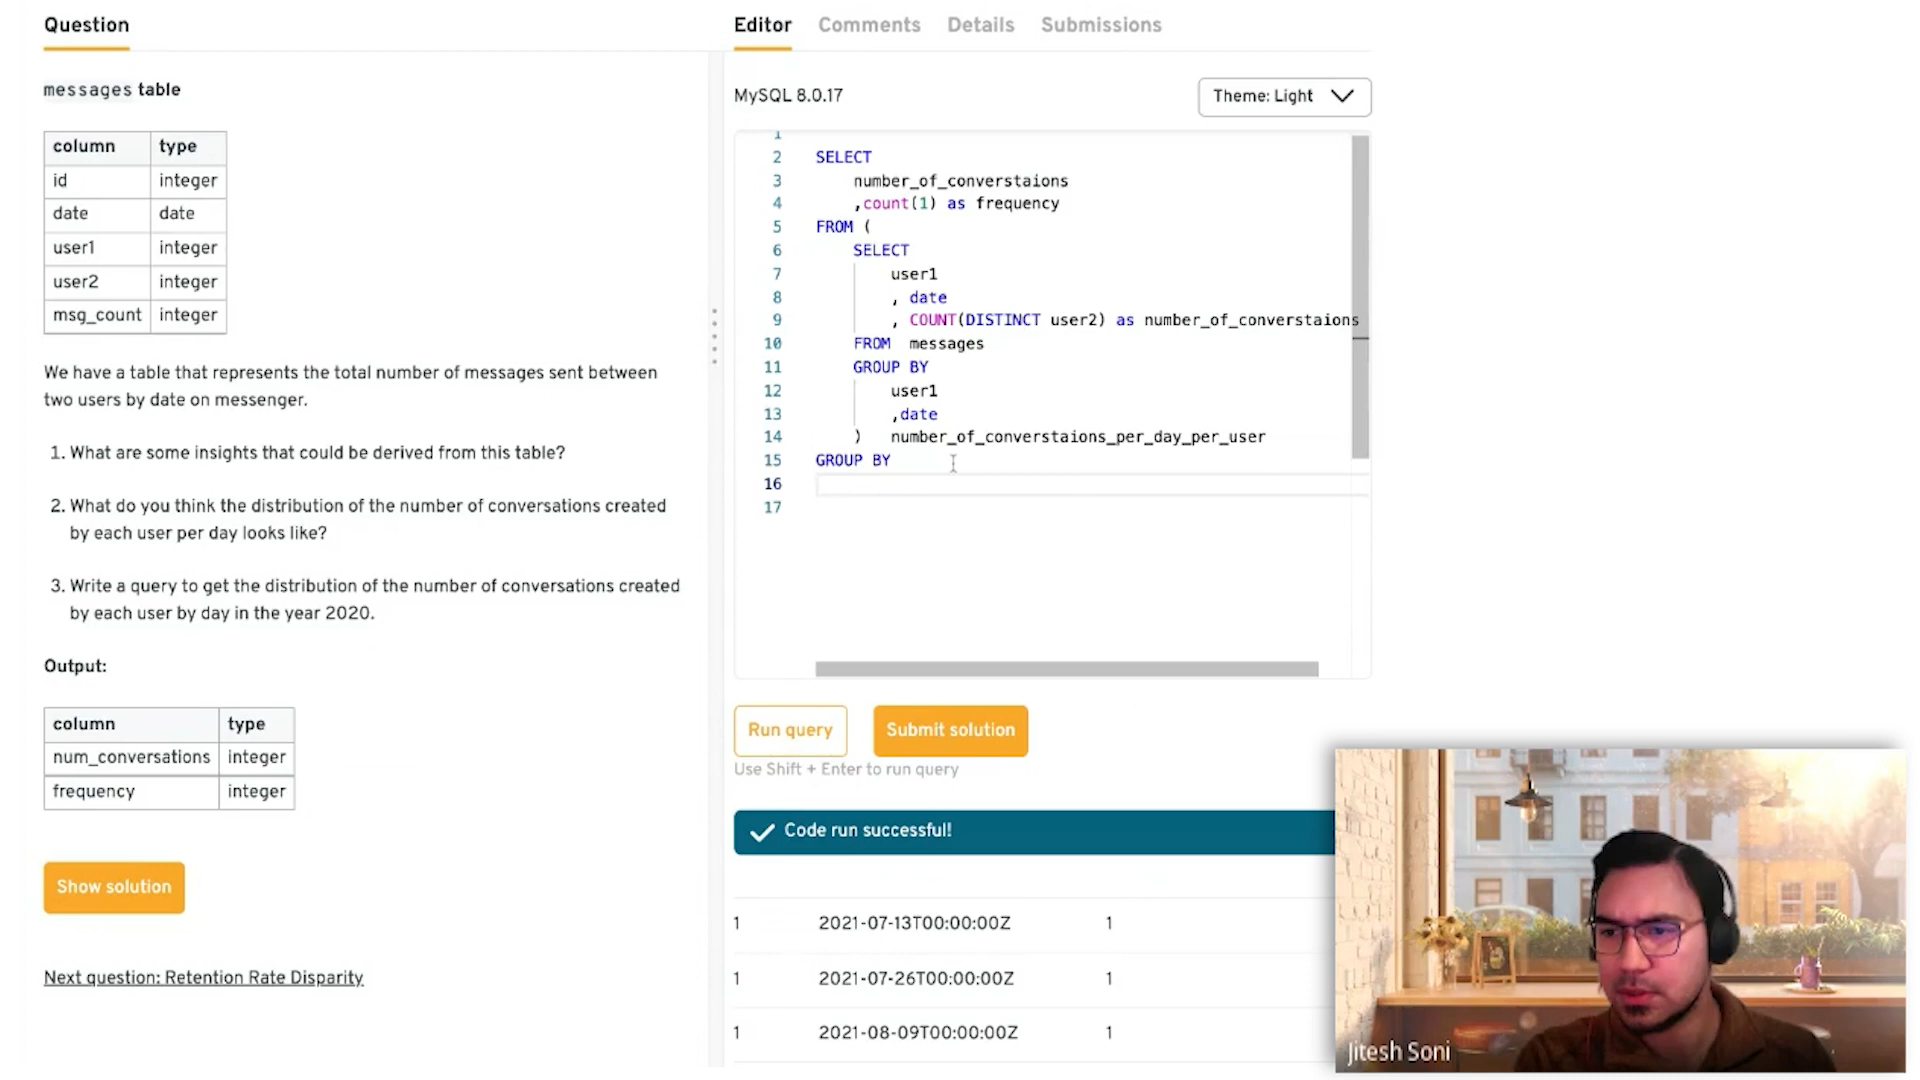 Question
messages table
column type
id integer
date date
user1 integer
user2 integer
msg_count integer
We have a table that represents the total number of messages sent between
two users by date on messenger.
1. What are some insights that could be derived from this table?
2. What do you think the distribution of the number of conversations created
by each user per day looks like?
3. Write a query to get the distribution of the number of conversations created
by each user by day in the year 2020.
Output:
column type
num_conversations integer
frequency integer
Show solution
Next question: Retention Rate Disparity
Editor Comments Details Submissions
MySQL 8.0.17
Theme: Light
1
2 SELECT
3 number_of_converstaions
4 ,count(1) as frequency
5 FROM (
6 SELECT
7 user1
8 , date
9 , COUNT(DISTINCT user2) as number_of_converstaions
10 FROM messages
11 GROUP BY
12 user1
13 ,date
14 ) number_of_converstaions_per_day_per_user
15 GROUP BY
16
17
Run query
Submit solution
Use Shift + Enter to run query
Code run successful!
1 2021-07-13T00:00:00Z 1
1 2021-07-26T00:00:00Z 1
1 2021-08-09T00:00:00Z 1
Jitesh Soni